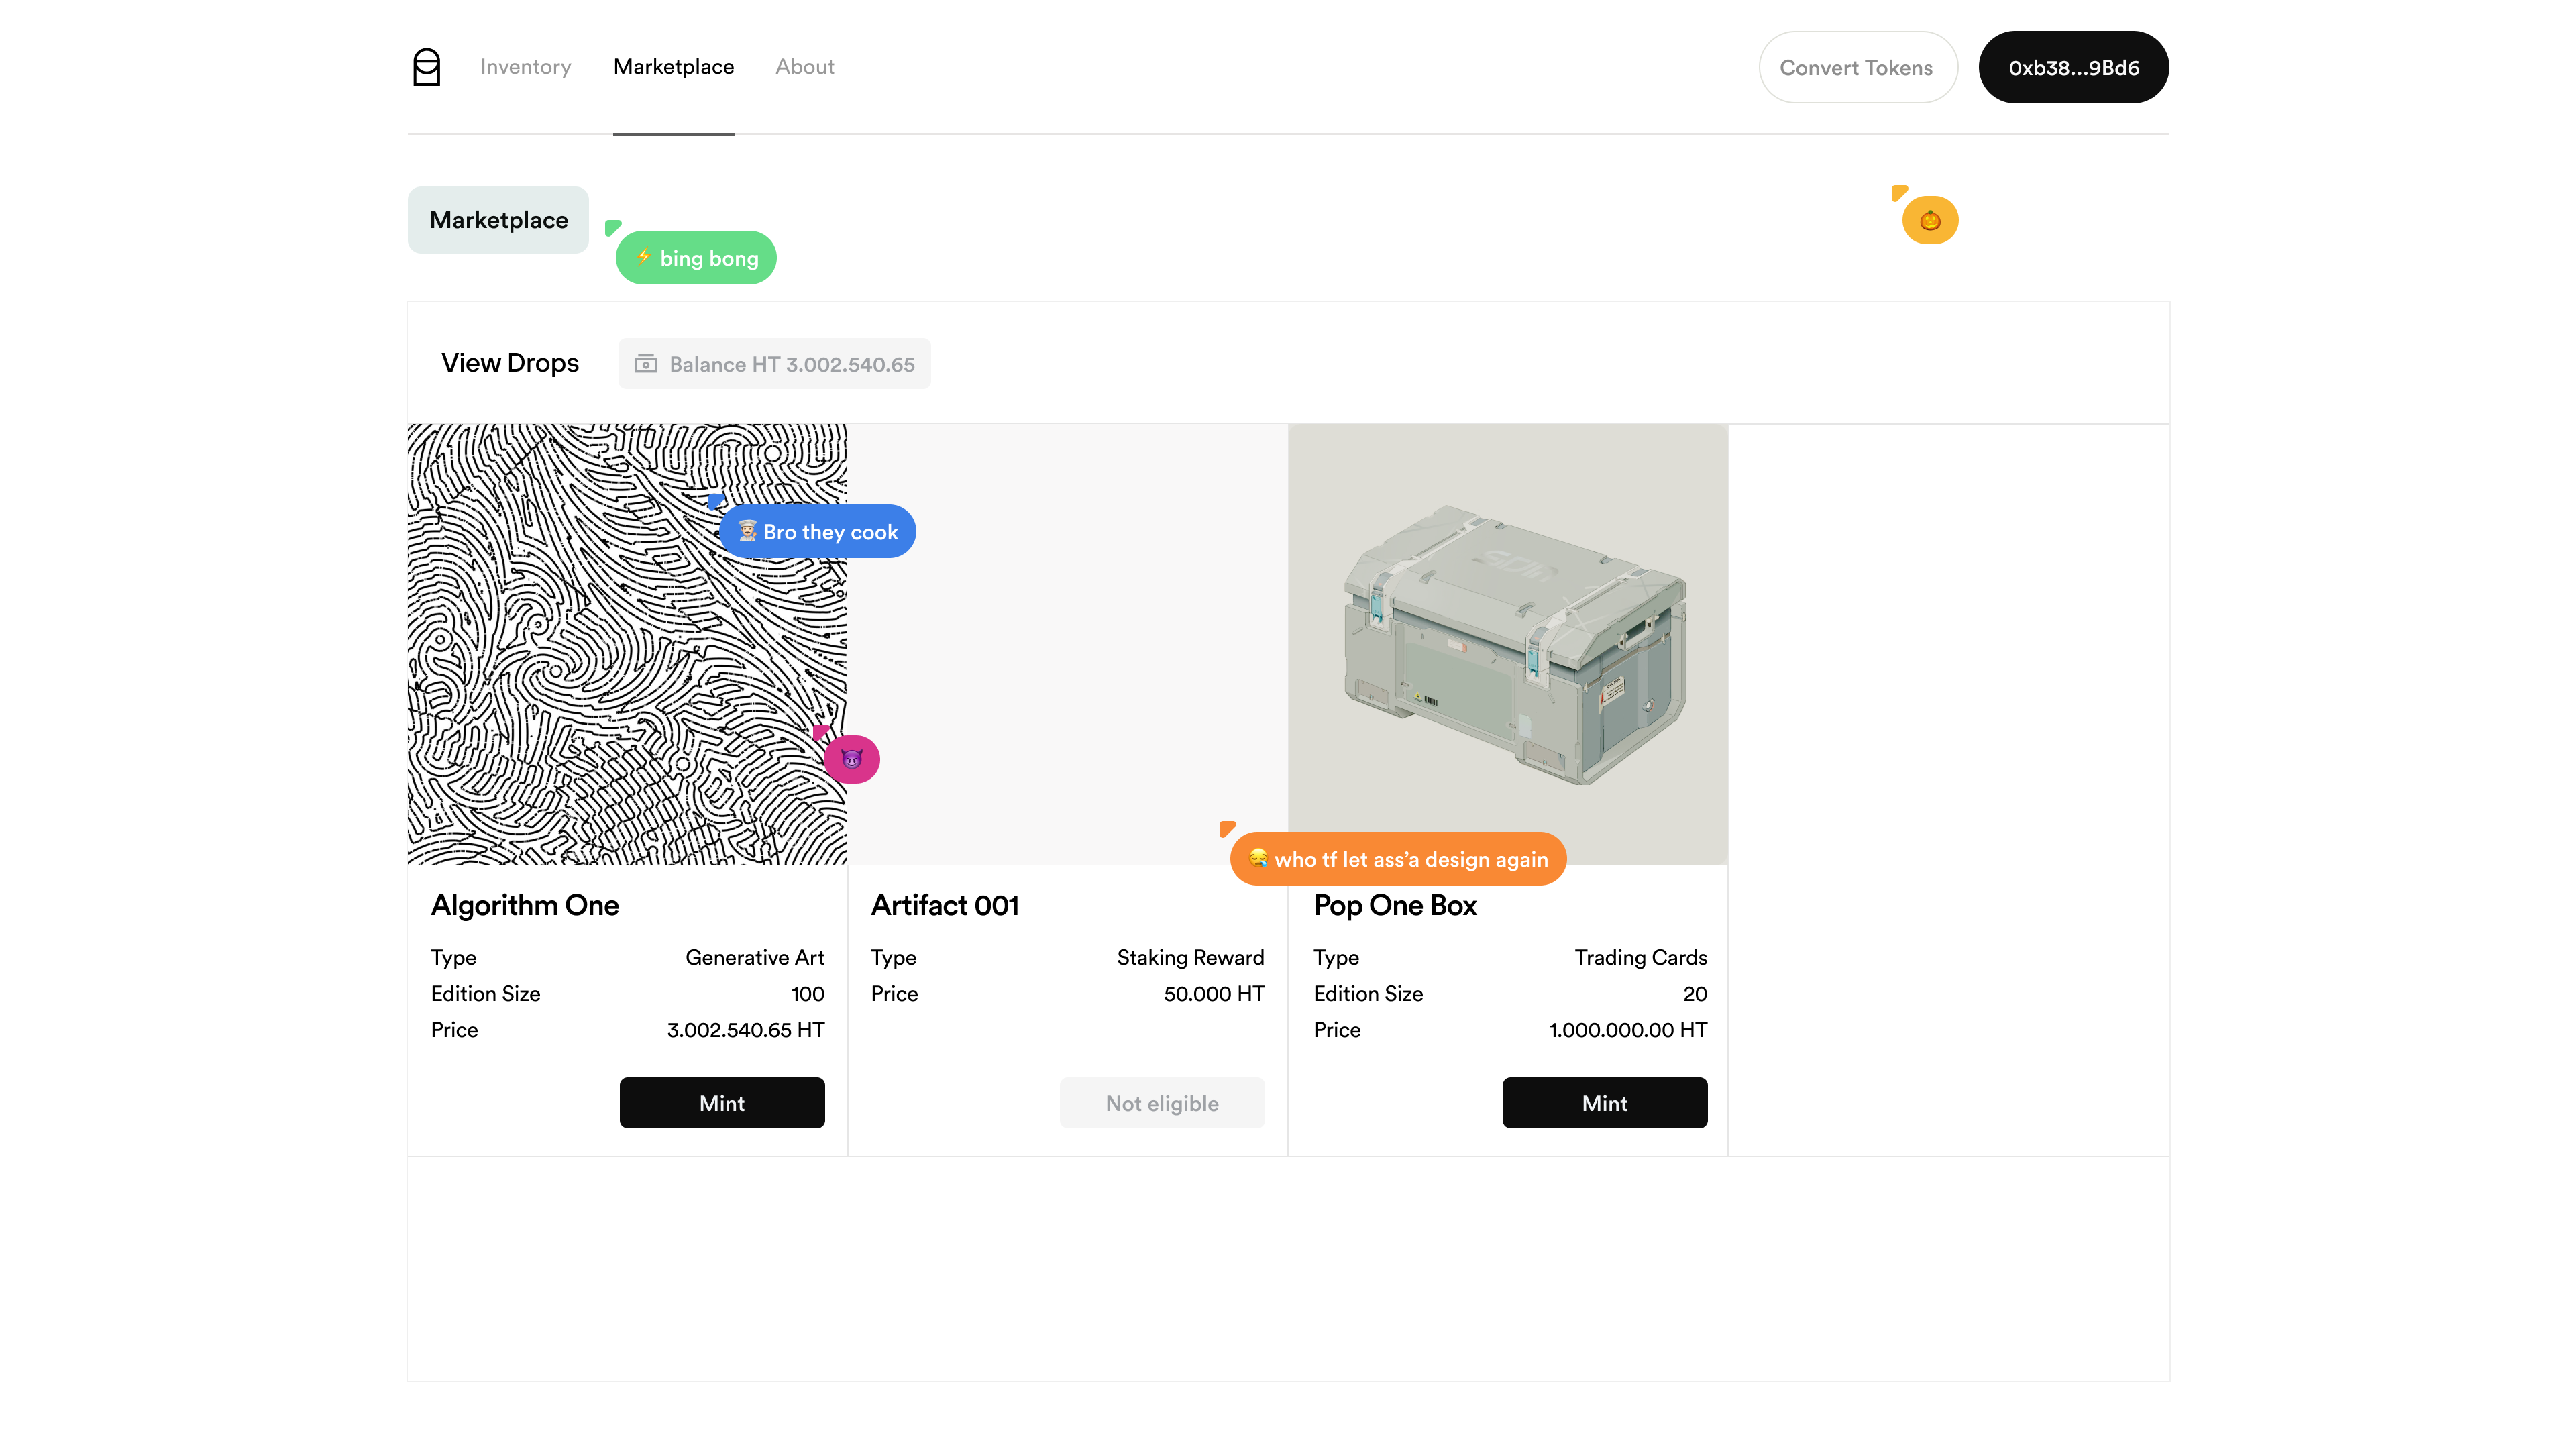 Inventory
Marketplace
About
Convert Tokens
0xb38...9Bd6
Marketplace
⚡ bing bong
🎃
View Drops
Balance HT 3.002.540.65
👨🏻‍🍳 Bro they cook
😈
😪 who tf let ass’a design again
Algorithm One
Type Generative Art
Edition Size 100
Price 3.002.540.65 HT
Mint
Artifact 001
Type Staking Reward
Price 50.000 HT
Not eligible
Pop One Box
Type Trading Cards
Edition Size 20
Price 1.000.000.00 HT
Mint